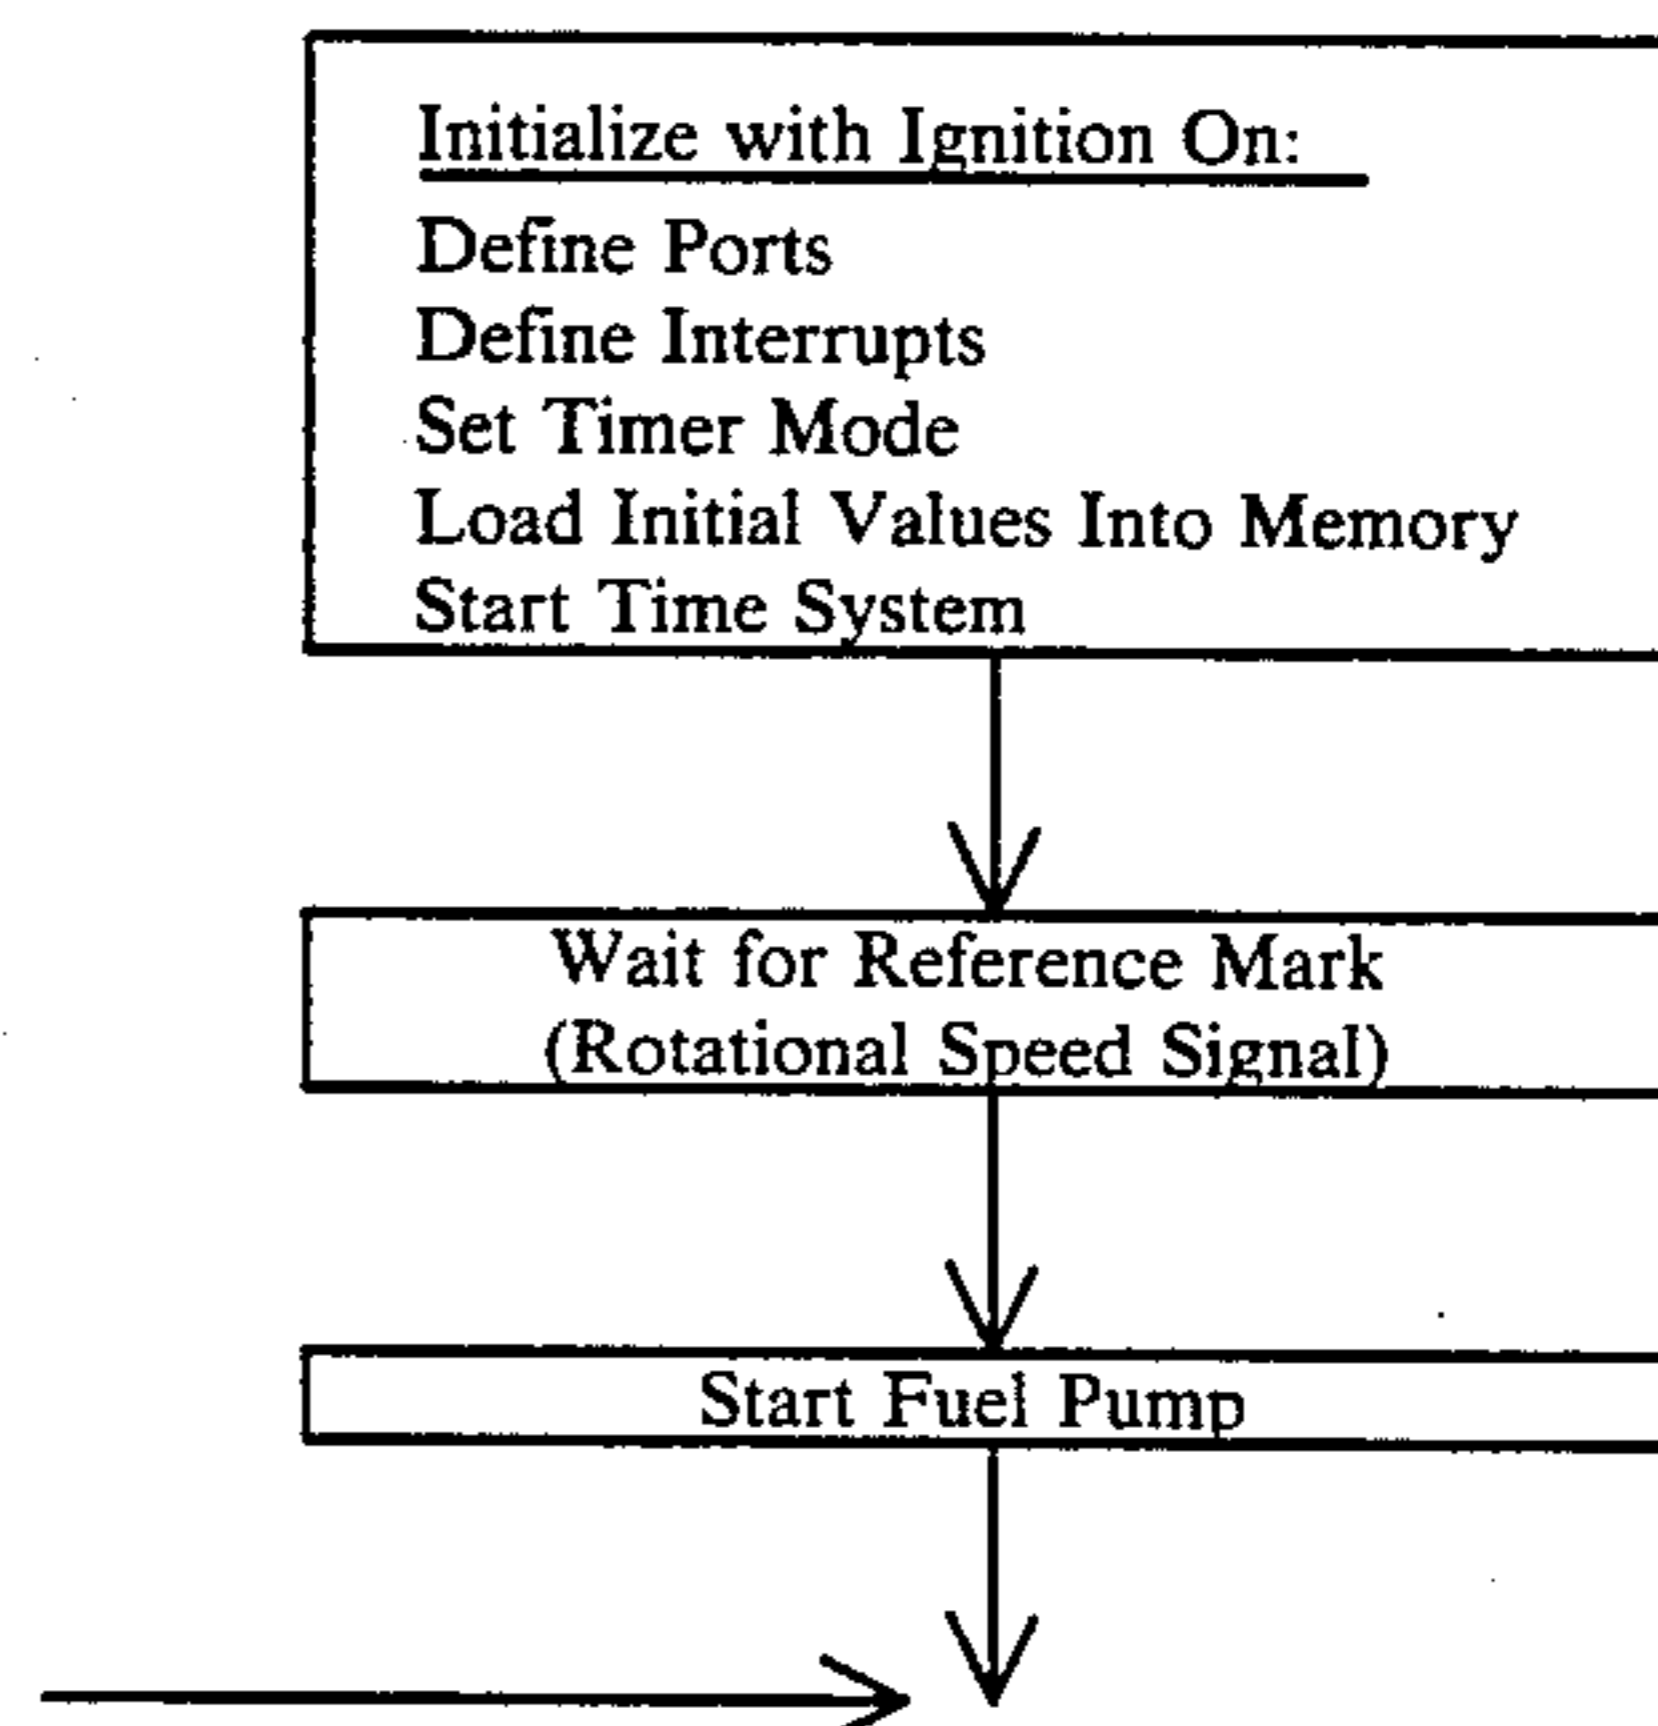 Initialize with Ignition On:
Define Ports
Define Interrupts
Set Timer Mode
Load Initial Values Into Memory
Start Time System
Wait for Reference Mark
(Rotational Speed Signal)
Start Fuel Pump